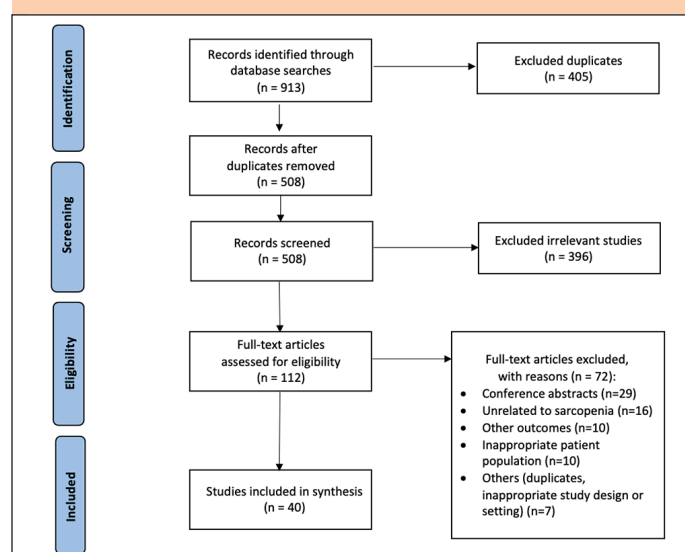 Identification
Records identified through
database searches
(n = 913)
Excluded duplicates
(n = 405)
Records after
duplicates removed
(n = 508)
Screening
Records screened
(n = 508)
Excluded irrelevant studies
(n = 396)
Eligibility
Full-text articles
assessed for eligibility
(n = 112)
Full-text articles excluded,
with reasons (n = 72):
• Conference abstracts (n=29)
• Unrelated to sarcopenia (n=16)
• Other outcomes (n=10)
• Inappropriate patient
population (n=10)
• Others (duplicates,
inappropriate study design or
setting) (n=7)
Included
Studies included in synthesis
(n = 40)